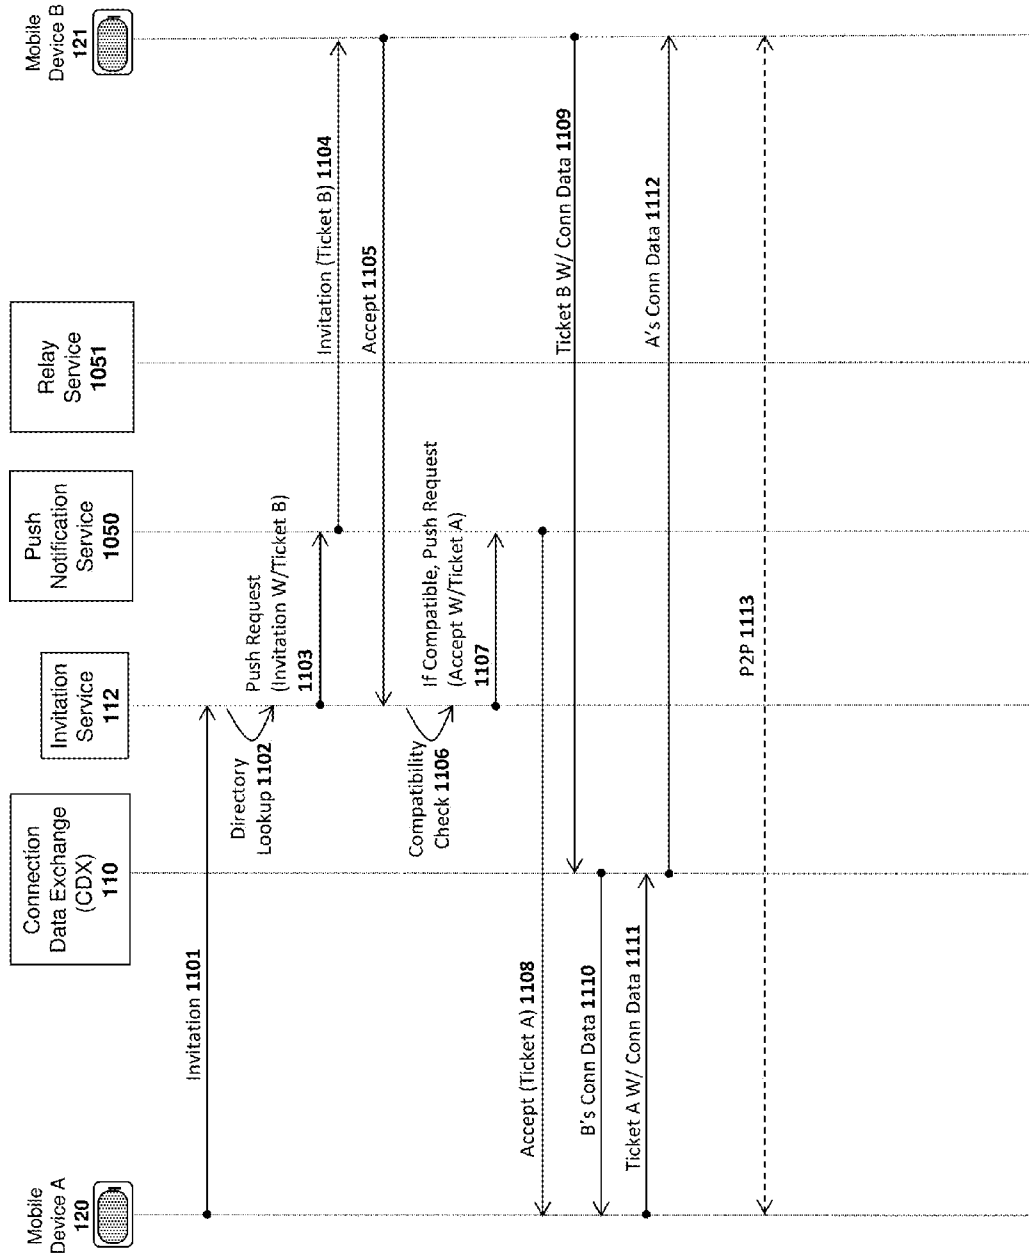 Mobile
Device A
120
Connection
Data Exchange
(CDX)
110
Invitation
Service
112
Push
Notification
Service
1050
Relay
Service
1051
Mobile
Device B
121
Invitation 1101
Directory
Lookup 1102
Push Request
(Invitation W/Ticket B)
1103
Invitation (Ticket B) 1104
Accept 1105
Compatibility
Check 1106
If Compatible, Push Request
(Accept W/Ticket A)
1107
Accept (Ticket A) 1108
Ticket B W/ Conn Data 1109
B's Conn Data 1110
Ticket A W/ Conn Data 1111
A's Conn Data 1112
P2P 1113